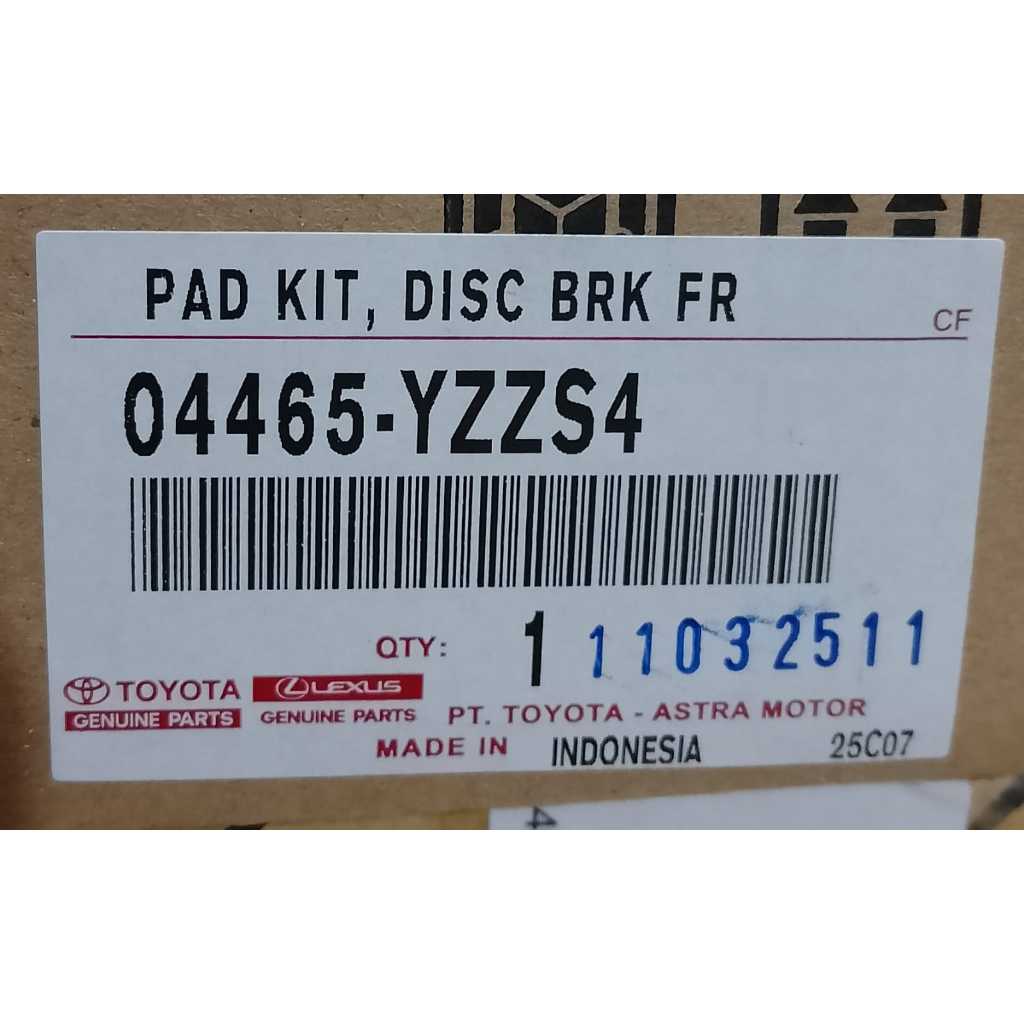 PAD KIT, DISC BRK FR
CF
04465-YZZS4
QTY: 1 11032511
TOYOTA LEXUS
GENUINE PARTS GENUINE PARTS PT. TOYOTA - ASTRA MOTOR
MADE IN INDONESIA 25C07
4